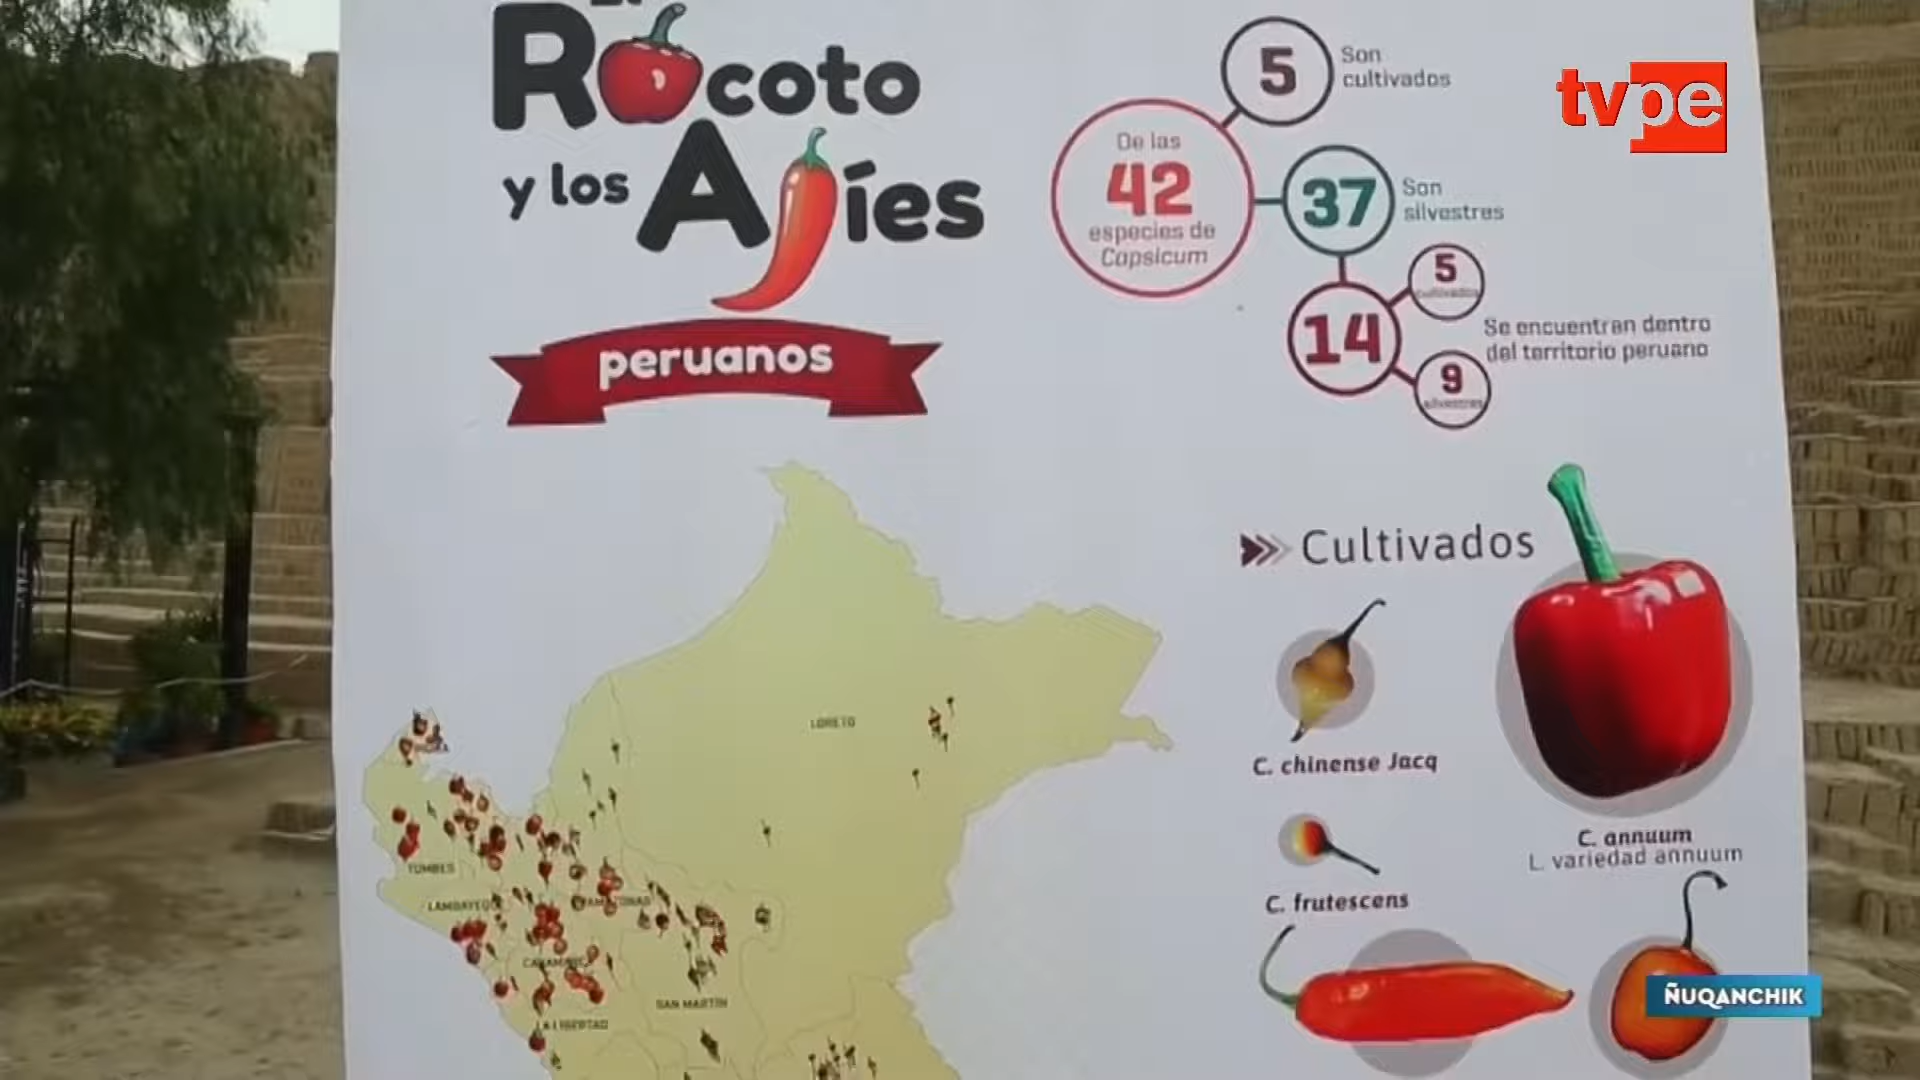 Rocoto
y los Ajíes
peruanos
De las
42
especies de
Capsicum
5
Son
cultivados
37
Son
silvestres
14
5
cultivados
9
silvestres
Se encuentran dentro
del territorio peruano
tvpe
Cultivados
C. chinense Jacq
C. annuum
L. variedad annuum
C. frutescens
LORETO
PIURA
TUMBES
LAMBAYEQUE
AMAZONAS
CAJAMARCA
SAN MARTÍN
LA LIBERTAD
ÑUQANCHIK